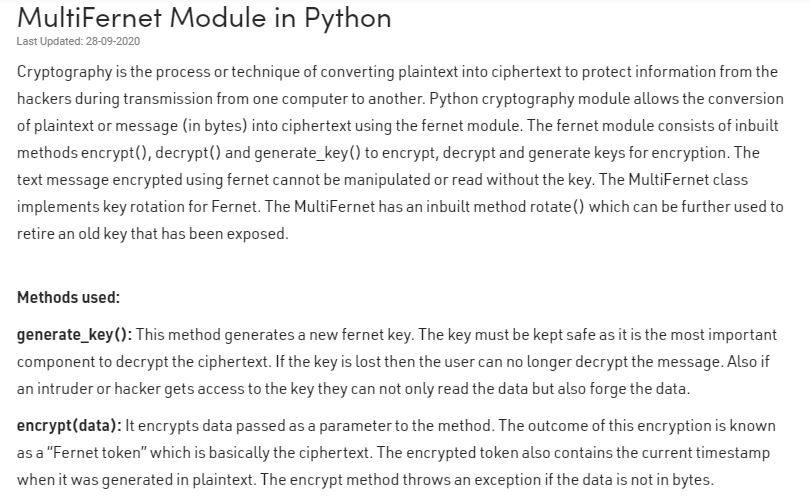 MultiFernet Module in Python
Last Updated: 28-09-2020
Cryptography is the process or technique of converting plaintext into ciphertext to protect information from the
hackers during transmission from one computer to another. Python cryptography module allows the conversion
of plaintext or message (in bytes) into ciphertext using the fernet module. The fernet module consists of inbuilt
methods encrypt(), decrypt() and generate_key() to encrypt, decrypt and generate keys for encryption. The
text message encrypted using fernet cannot be manipulated or read without the key. The MultiFernet class
implements key rotation for Fernet. The MultiFernet has an inbuilt method rotate() which can be further used to
retire an old key that has been exposed.
Methods used:
generate_key(): This method generates a new fernet key. The key must be kept safe as it is the most important
component to decrypt the ciphertext. If the key is lost then the user can no longer decrypt the message. Also if
an intruder or hacker gets access to the key they can not only read the data but also forge the data.
encrypt(data): It encrypts data passed as a parameter to the method. The outcome of this encryption is known
as a “Fernet token” which is basically the ciphertext. The encrypted token also contains the current timestamp
when it was generated in plaintext. The encrypt method throws an exception if the data is not in bytes.